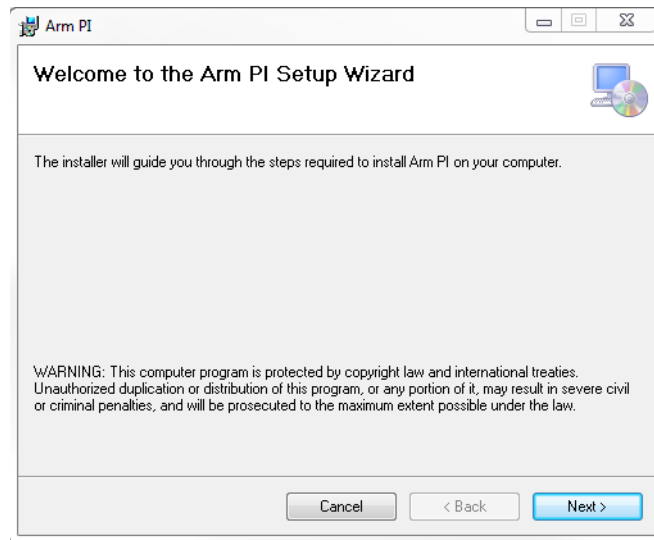 Arm PI
Welcome to the Arm PI Setup Wizard
The installer will guide you through the steps required to install Arm PI on your computer.
WARNING: This computer program is protected by copyright law and international treaties.
Unauthorized duplication or distribution of this program, or any portion of it, may result in severe civil
or criminal penalties, and will be prosecuted to the maximum extent possible under the law.
Cancel
< Back
Next >